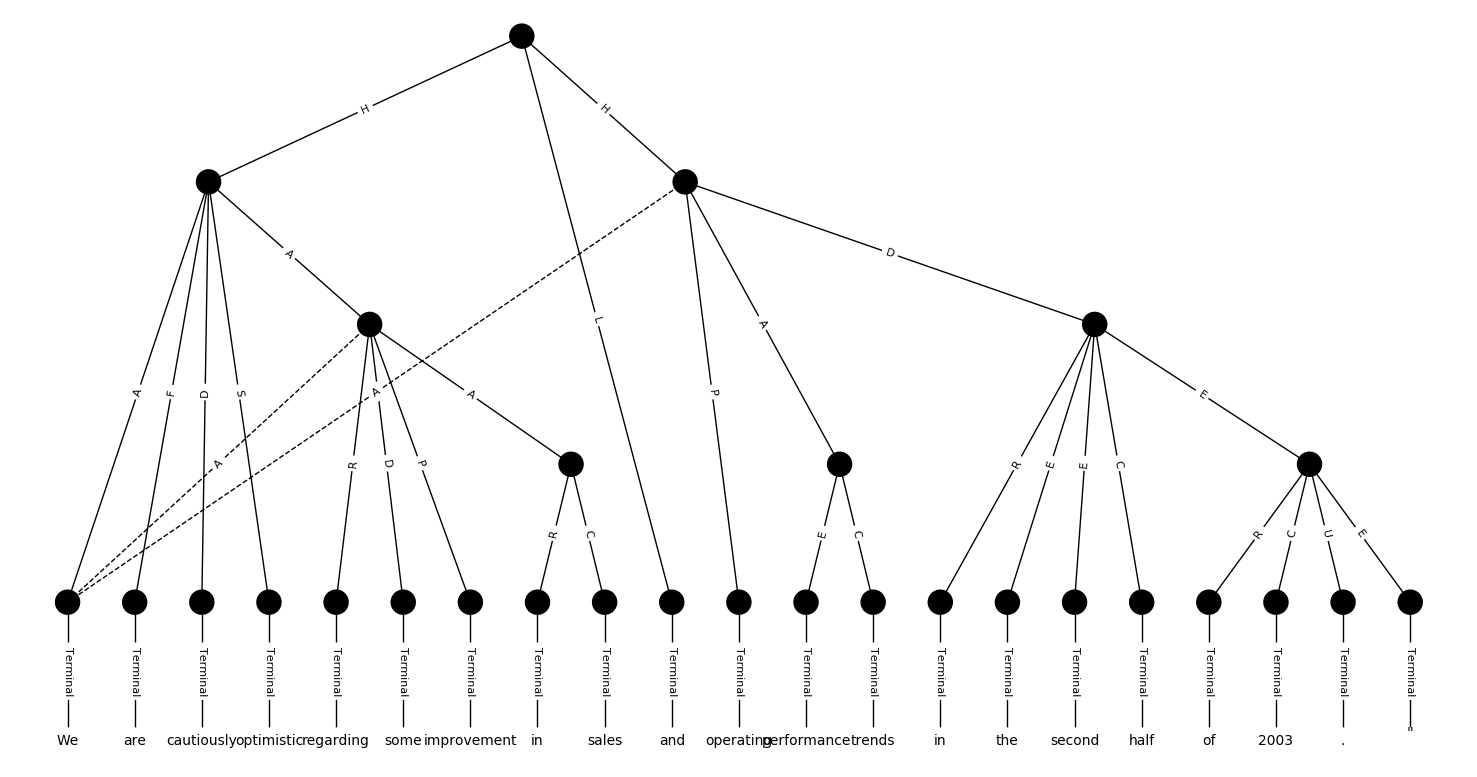 H H
L
A D
A F D S A A A P A E
A R D P R E E C
R C E C R C U E
Terminal Terminal Terminal Terminal Terminal Terminal Terminal Terminal Terminal Terminal Terminal Terminal Terminal Terminal Terminal Terminal Terminal Terminal Terminal Terminal Terminal
We are cautiously optimistic regarding some improvement in sales and operating performance trends in the second half of 2003 . "